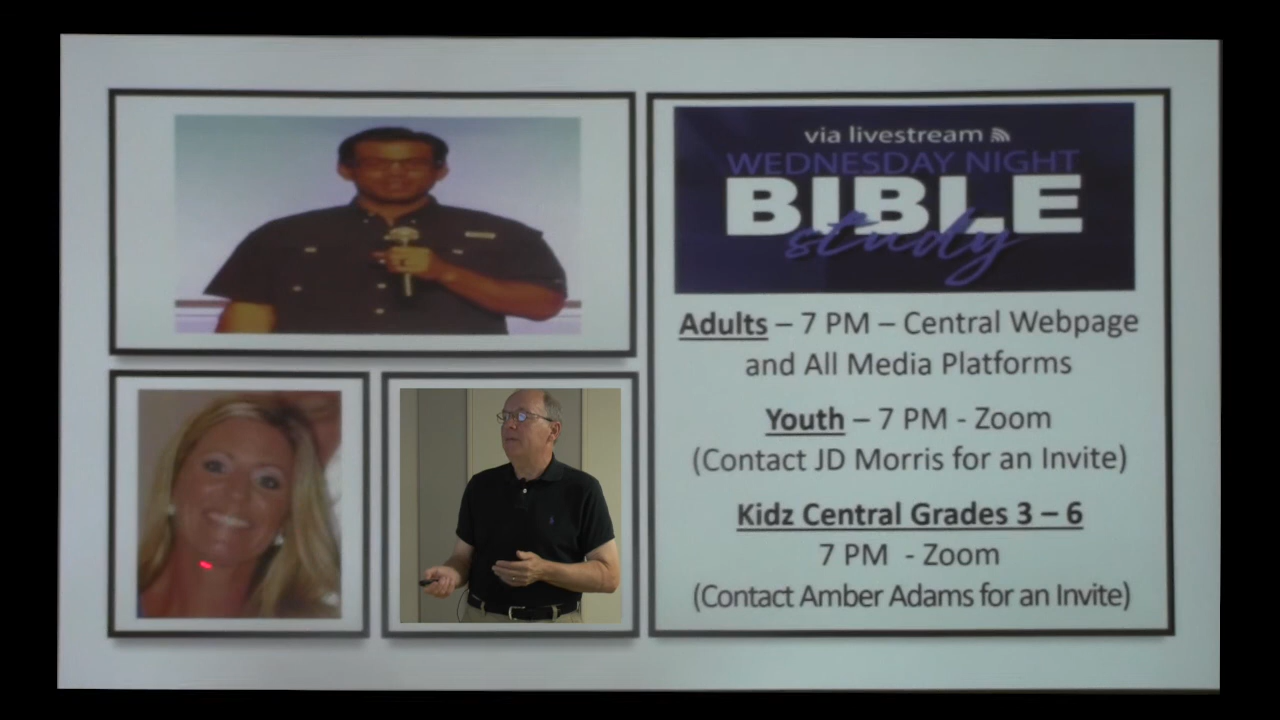 via livestream
WEDNESDAY NIGHT
BIBLE
study
Adults – 7 PM – Central Webpage
and All Media Platforms
Youth – 7 PM - Zoom
(Contact JD Morris for an Invite)
Kidz Central Grades 3 – 6
7 PM - Zoom
(Contact Amber Adams for an Invite)